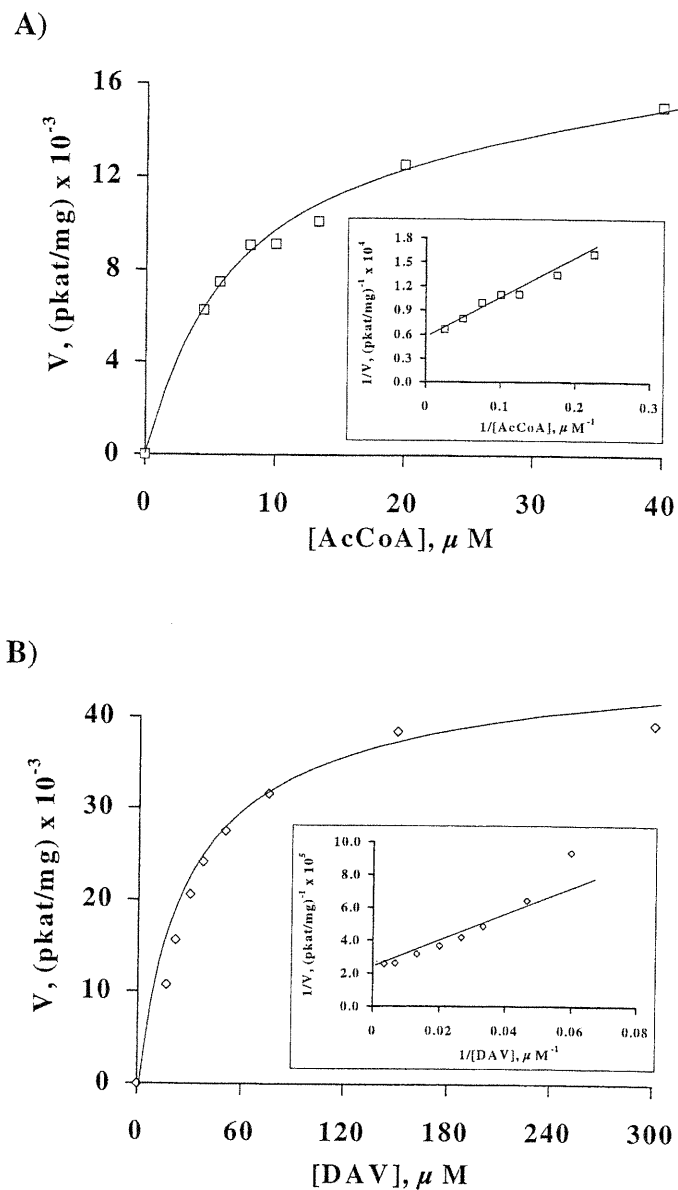 A)
V, (pkat/mg) x 10⁻³
16
12
8
4
0
0 10 20 30 40
[AcCoA], μ M
1/V, (pkat/mg)⁻¹ x 10⁴
1.8
1.5
1.2
0.9
0.6
0.3
0.0
0 0.1 0.2 0.3
1/[AcCoA], μ M⁻¹
B)
V, (pkat/mg) x 10⁻³
40
30
20
10
0
0 60 120 180 240 300
[DAV], μ M
1/V, (pkat/mg)⁻¹ x 10⁵
10.0
8.0
6.0
4.0
2.0
0.0
0 0.02 0.04 0.06 0.08
1/[DAV], μ M⁻¹